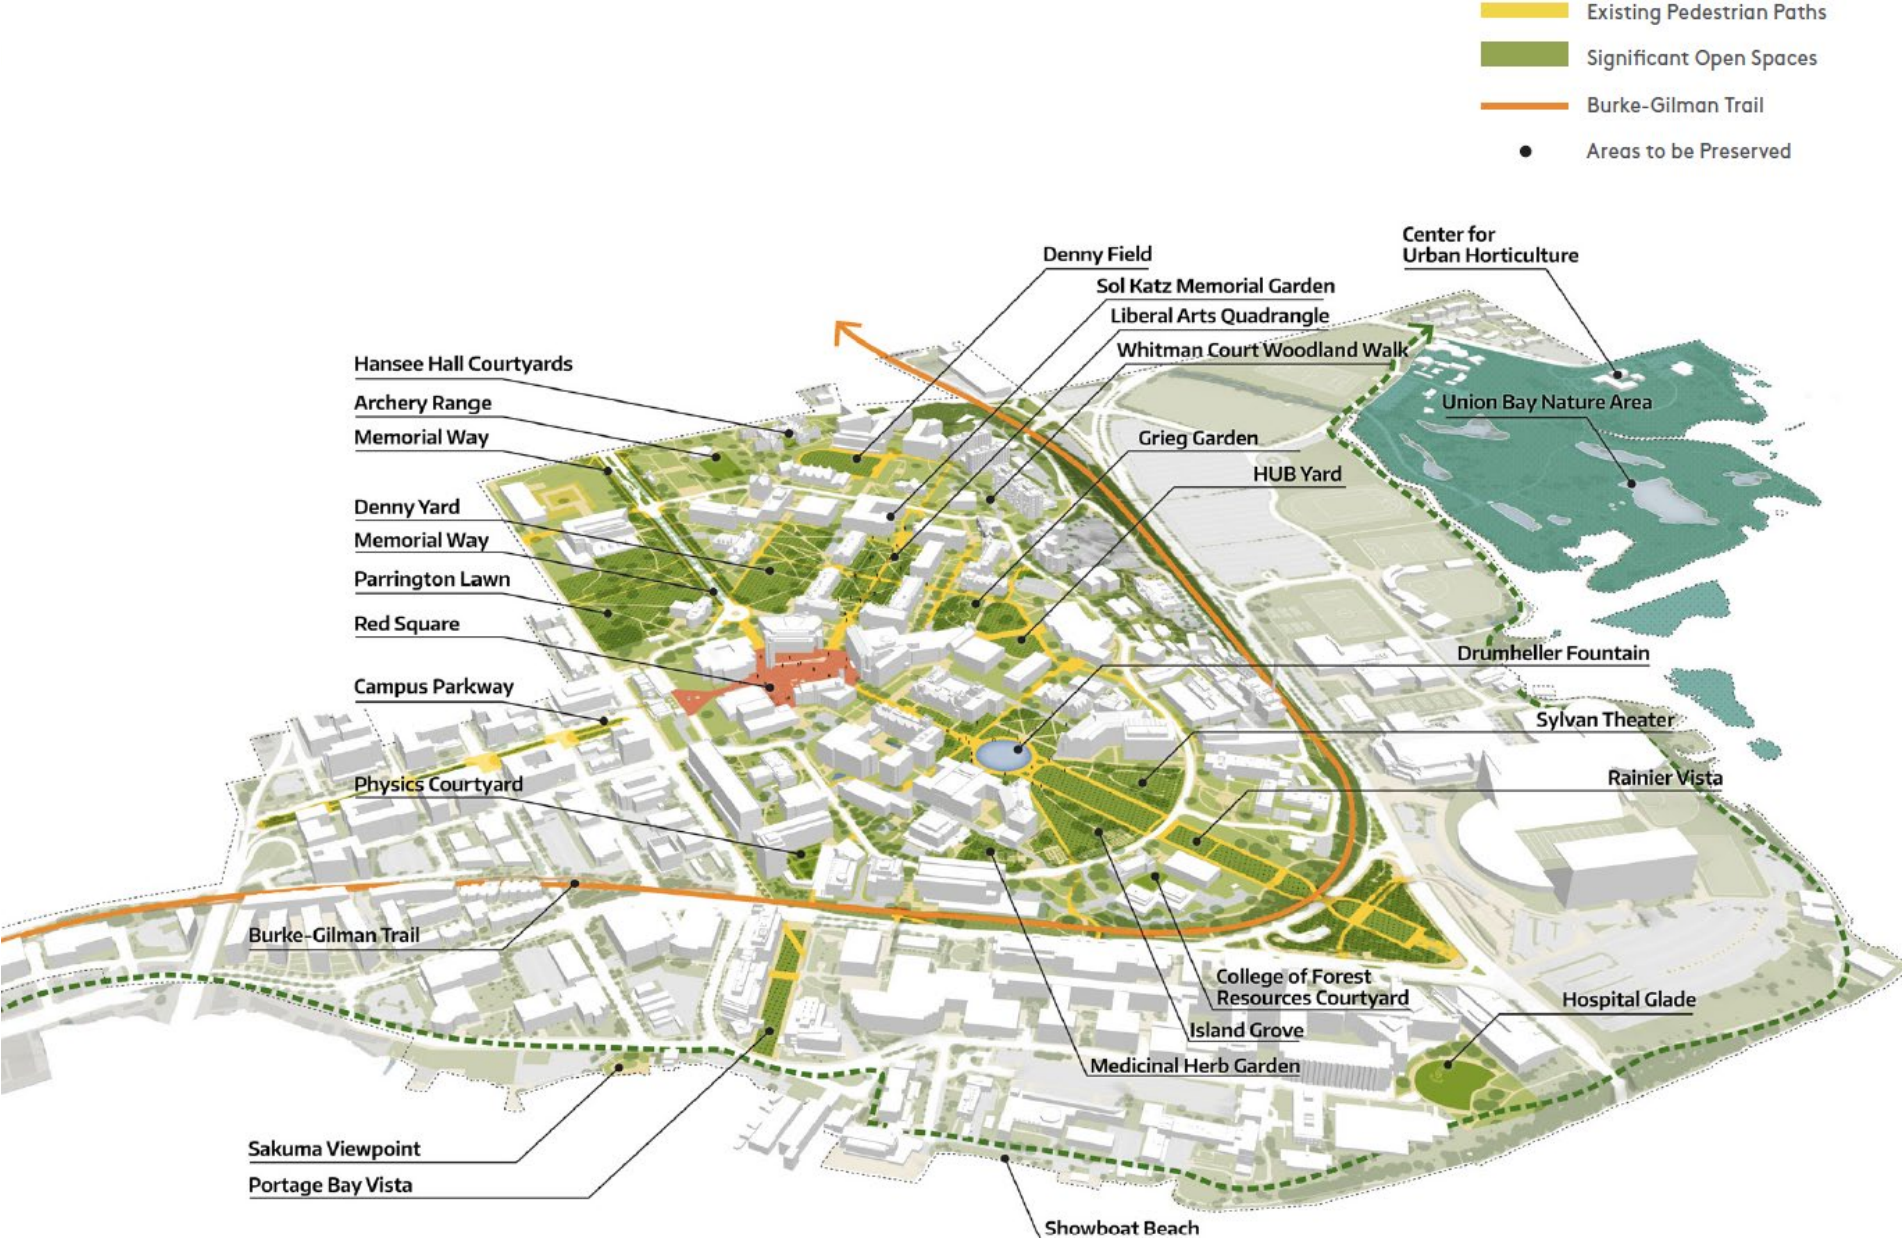 Existing Pedestrian Paths
Significant Open Spaces
Burke-Gilman Trail
Areas to be Preserved
Center for
Urban Horticulture
Denny Field
Sol Katz Memorial Garden
Liberal Arts Quadrangle
Whitman Court Woodland Walk
Hansee Hall Courtyards
Archery Range
Union Bay Nature Area
Memorial Way
Grieg Garden
HUB Yard
Denny Yard
Memorial Way
Parrington Lawn
Red Square
Drumheller Fountain
Campus Parkway
Sylvan Theater
Physics Courtyard
Rainier Vista
Burke-Gilman Trail
College of Forest
Resources Courtyard
Hospital Glade
Island Grove
Medicinal Herb Garden
Sakuma Viewpoint
Portage Bay Vista
Showboat Beach